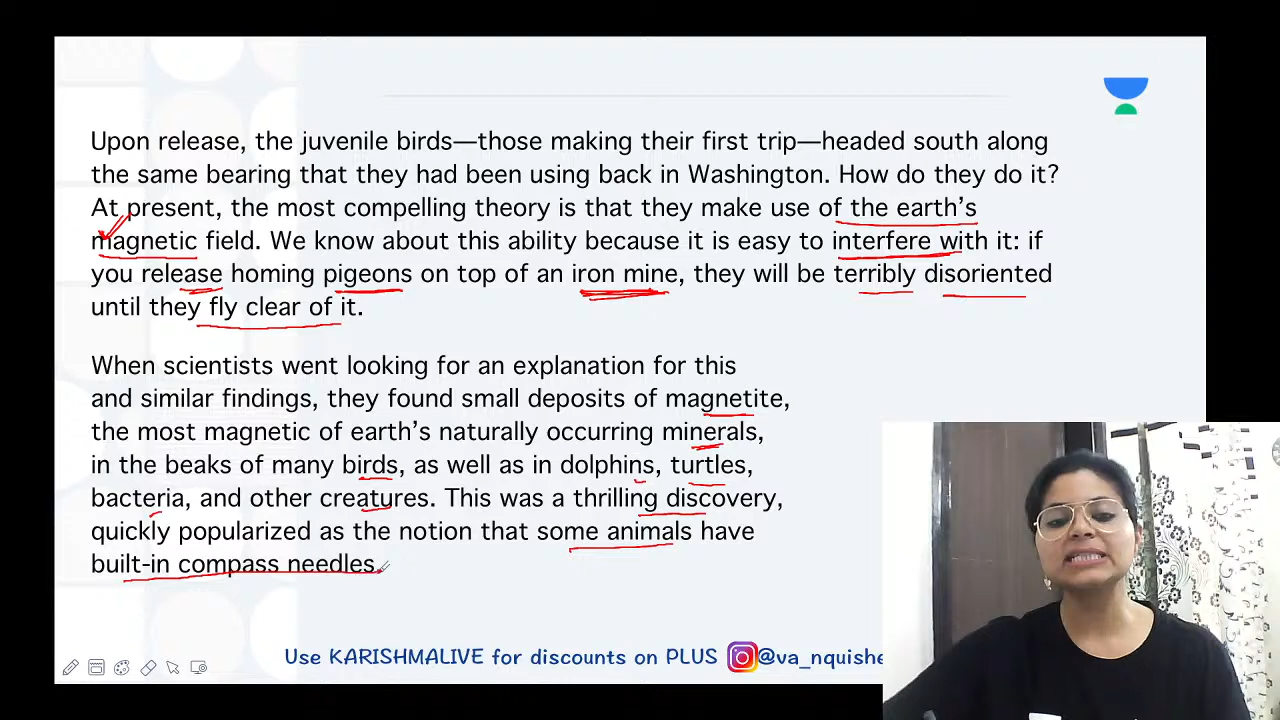 Upon release, the juvenile birds—those making their first trip—headed south along
the same bearing that they had been using back in Washington. How do they do it?
At present, the most compelling theory is that they make use of the earth's
magnetic field. We know about this ability because it is easy to interfere with it: if
you release homing pigeons on top of an iron mine, they will be terribly disoriented
until they fly clear of it.
When scientists went looking for an explanation for this
and similar findings, they found small deposits of magnetite,
the most magnetic of earth's naturally occurring minerals,
in the beaks of many birds, as well as in dolphins, turtles,
bacteria, and other creatures. This was a thrilling discovery,
quickly popularized as the notion that some animals have
built-in compass needles.
Use KARISHMALIVE for discounts on PLUS @va_nquishe